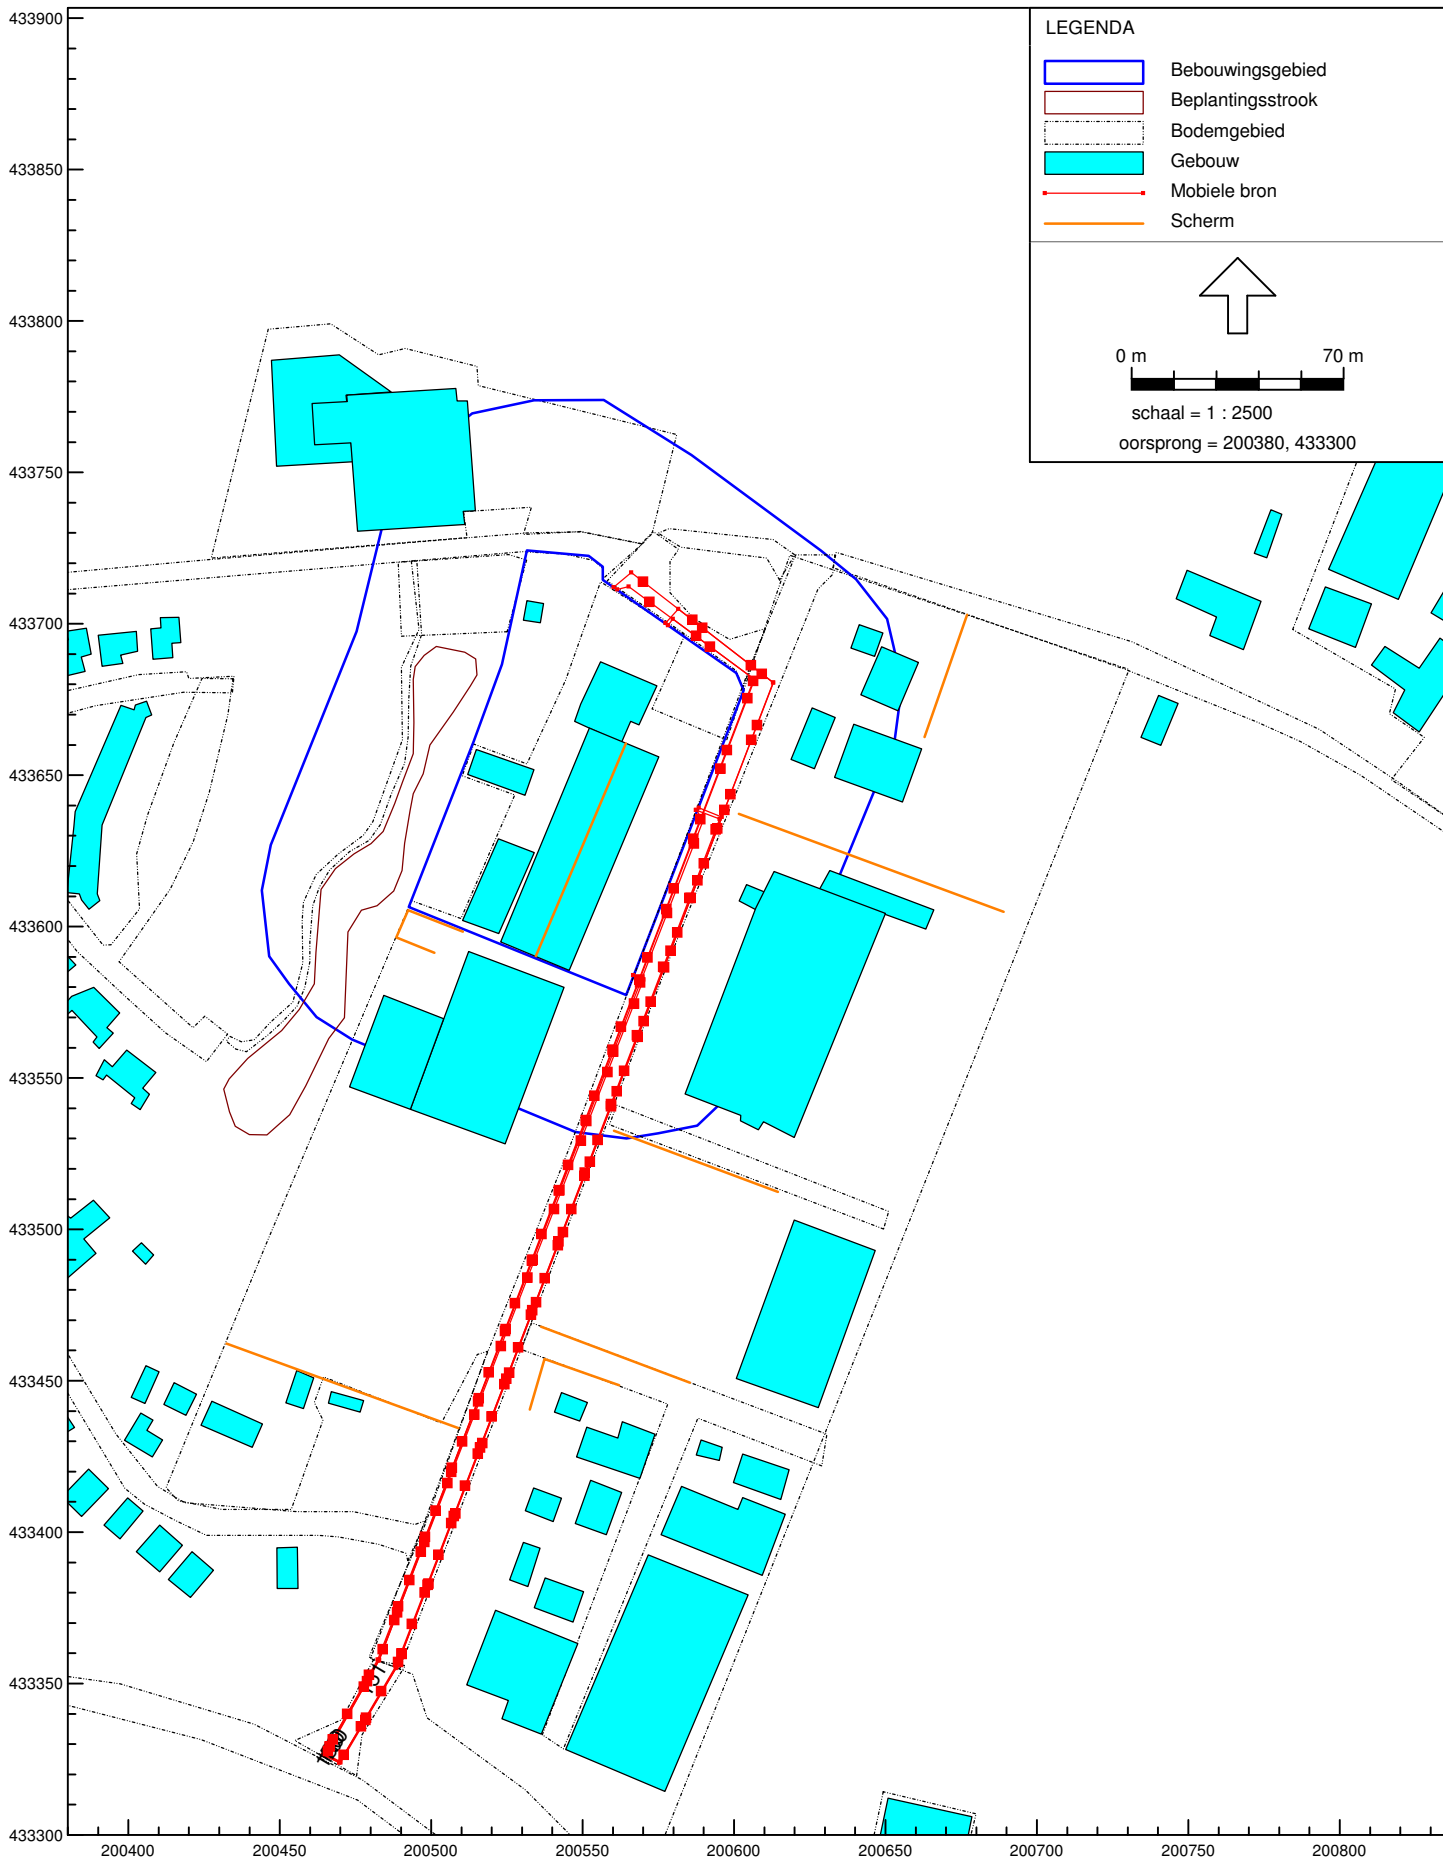 LEGENDA
Bebouwingsgebied
Beplantingsstrook
Bodemgebied
Gebouw
Mobiele bron
Scherm
0 m 70 m
schaal = 1 : 2500
oorsprong = 200380, 433300
433900
433850
433800
433750
433700
433650
433600
433550
433500
433450
433400
433350
433300
200400 200450 200500 200550 200600 200650 200700 200750 200800